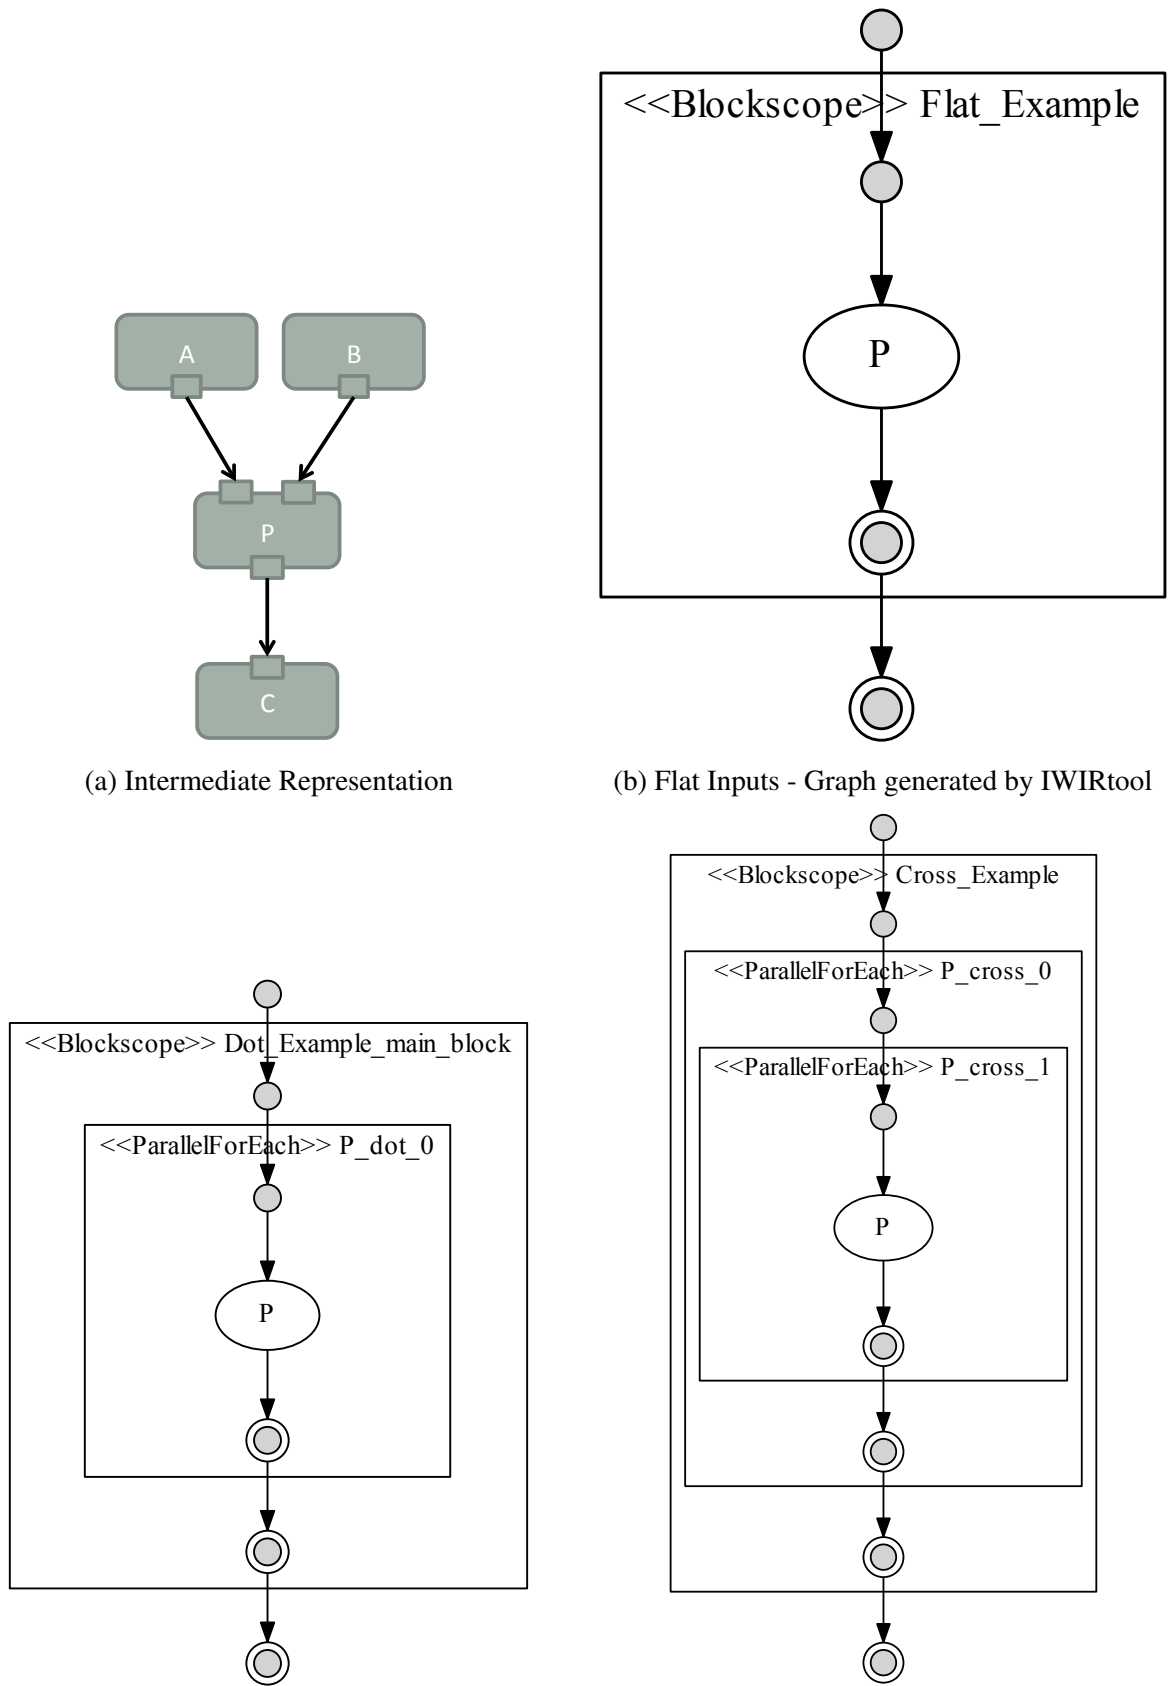 <<Blockscope>> Flat_Example
P
A
B
P
C
(a) Intermediate Representation
(b) Flat Inputs - Graph generated by IWIRtool
<<Blockscope>> Dot_Example_main_block
<<ParallelForEach>> P_dot_0
P
<<Blockscope>> Cross_Example
<<ParallelForEach>> P_cross_0
<<ParallelForEach>> P_cross_1
P